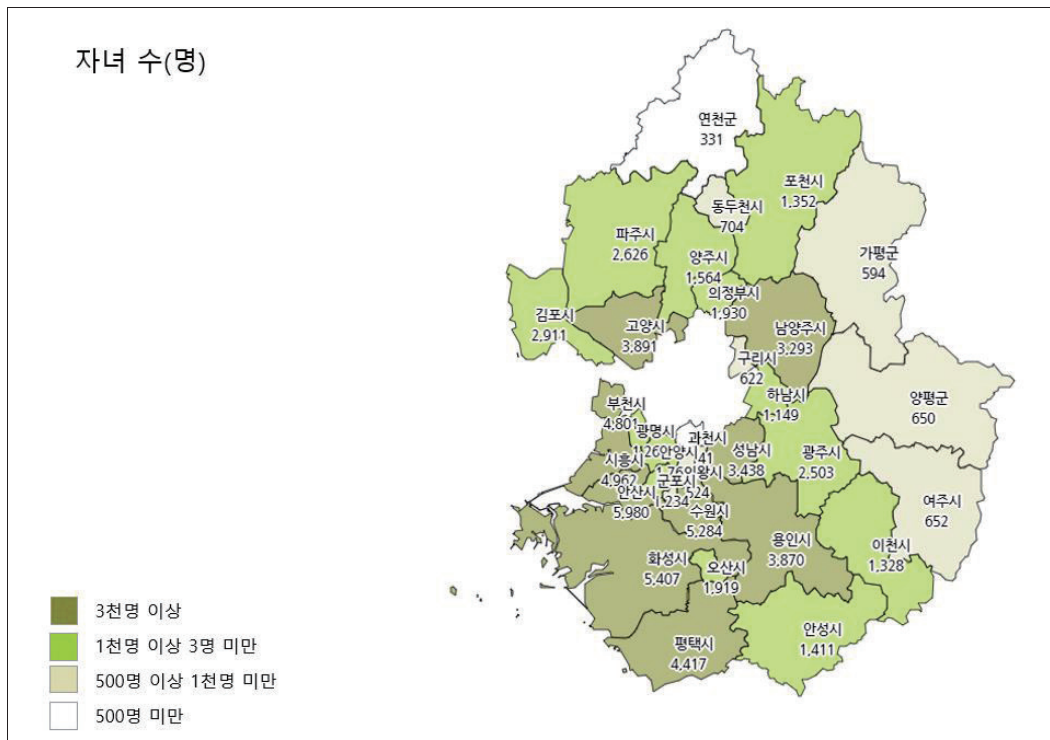 자녀 수(명)
연천군
331
포천시
1,352
동두천시
704
가평군
594
파주시
2,626
양주시
1,564
의정부시
1,930
김포시
2,911
고양시
3,891
남양주시
3,293
구리시
622
양평군
650
하남시
1,149
부천시
4,801
광명시
과천시
안양시
성남시
3,438
광주시
2,503
시흥시
4,962
의왕시
524
군포시
1,234
안산시
5,980
수원시
5,284
여주시
652
이천시
1,328
용인시
3,870
화성시
5,407
오산시
1,919
안성시
1,411
평택시
4,417
3천명 이상
1천명 이상 3명 미만
500명 이상 1천명 미만
500명 미만